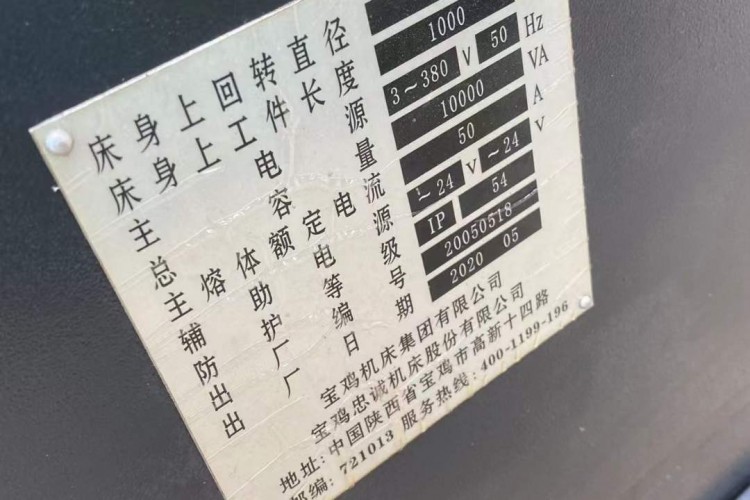 床身上回转直径
床身上工件长度 1000
主电源 3~380 V 50 Hz
总容量 10000 VA
主熔体额定电流 50 A
辅助电源 ~24 V ~24 V
防护等级 IP 54
出厂编号 20050518
出厂日期 2020 05
宝鸡机床集团有限公司
宝鸡忠诚机床股份有限公司
地址:中国陕西省宝鸡市高新十四路
邮编:721013 服务热线:400-1199-196